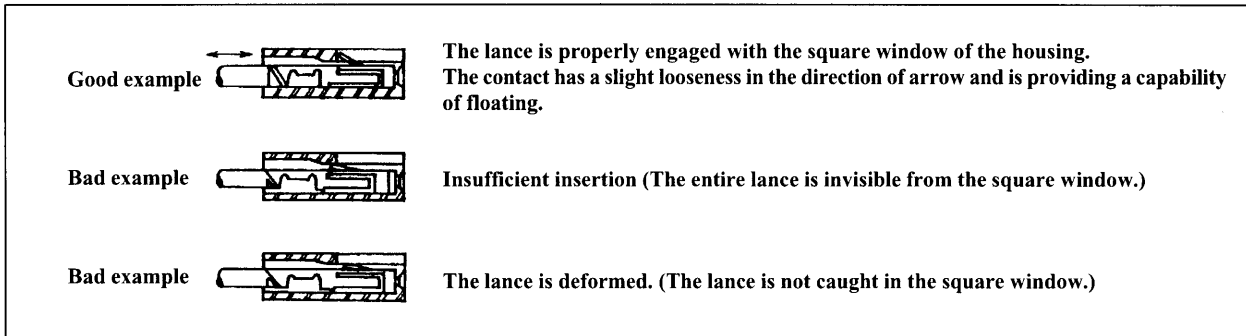 Good example
The lance is properly engaged with the square window of the housing.
The contact has a slight looseness in the direction of arrow and is providing a capability
of floating.
Bad example
Insufficient insertion (The entire lance is invisible from the square window.)
Bad example
The lance is deformed. (The lance is not caught in the square window.)